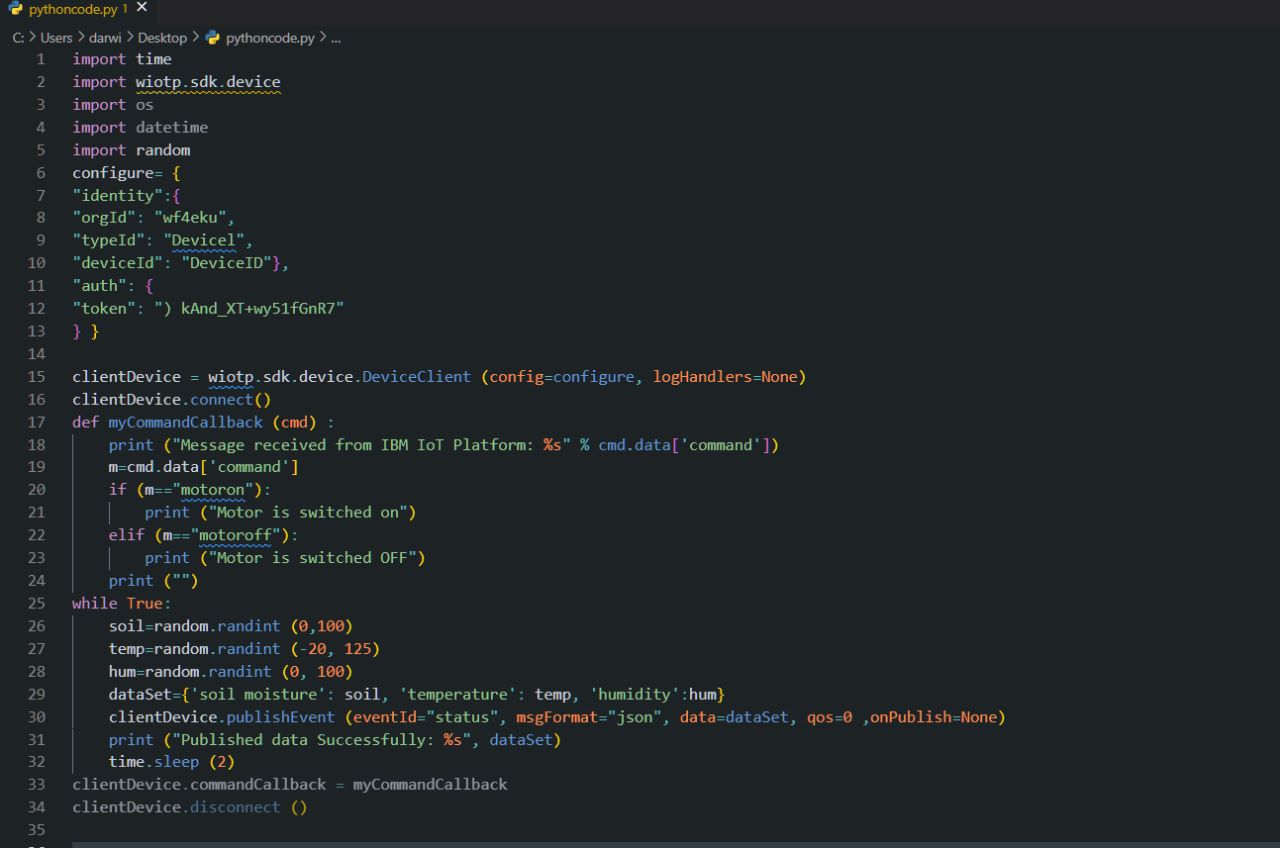 pythoncode.py 1 ×
C: > Users > darwi > Desktop > pythoncode.py > ...
1 import time
2 import wiotp.sdk.device
3 import os
4 import datetime
5 import random
6 configure= {
7 "identity":{
8 "orgId": "wf4eku",
9 "typeId": "Devicel",
10 "deviceId": "DeviceID"},
11 "auth": {
12 "token": ") kAnd_XT+wy51fGnR7"
13 } }
14
15 clientDevice = wiotp.sdk.device.DeviceClient (config=configure, logHandlers=None)
16 clientDevice.connect()
17 def myCommandCallback (cmd) :
18 print ("Message received from IBM IoT Platform: %s" % cmd.data['command'])
19 m=cmd.data['command']
20 if (m=="motoron"):
21 print ("Motor is switched on")
22 elif (m=="motoroff"):
23 print ("Motor is switched OFF")
24 print ("")
25 while True:
26 soil=random.randint (0,100)
27 temp=random.randint (-20, 125)
28 hum=random.randint (0, 100)
29 dataSet={'soil moisture': soil, 'temperature': temp, 'humidity':hum}
30 clientDevice.publishEvent (eventId="status", msgFormat="json", data=dataSet, qos=0 ,onPublish=None)
31 print ("Published data Successfully: %s", dataSet)
32 time.sleep (2)
33 clientDevice.commandCallback = myCommandCallback
34 clientDevice.disconnect ()
35